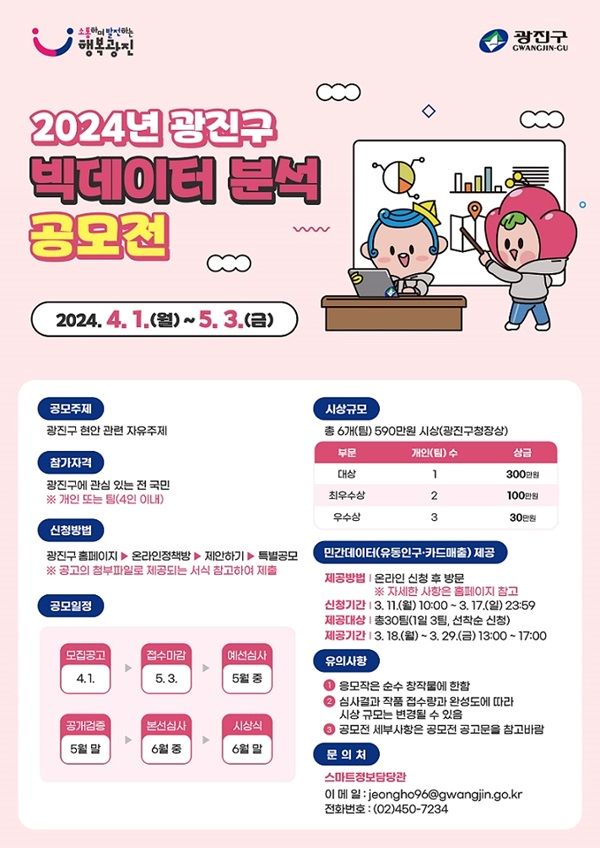 소통하며 발전하는
행복광진
광진구
GWANGJIN-GU
2024년 광진구
빅데이터 분석
공모전
2024. 4. 1.(월) ~ 5. 3.(금)
공모주제
광진구 현안 관련 자유주제
참가자격
광진구에 관심 있는 전 국민
※ 개인 또는 팀(4인 이내)
신청방법
광진구 홈페이지 ▶ 온라인정책방 ▶ 제안하기 ▶ 특별공모
※ 공고의 첨부파일로 제공되는 서식 참고하여 제출
공모일정
모집공고 접수마감 예선심사
4. 1. 5. 3. 5월 중
공개검증 본선심사 시상식
5월 말 6월 중 6월 말
시상규모
총 6개(팀) 590만원 시상(광진구청장상)
부문 개인(팀) 수 상금
대상 1 300만원
최우수상 2 100만원
우수상 3 30만원
민간데이터(유동인구·카드매출) 제공
제공방법 | 온라인 신청 후 방문
※ 자세한 사항은 홈페이지 참고
신청기간 | 3. 11.(월) 10:00 ~ 3. 17.(일) 23:59
제공대상 | 총30팀(1일 3팀, 선착순 신청)
제공기간 | 3. 18.(월) ~ 3. 29.(금) 13:00 ~ 17:00
유의사항
1 응모작은 순수 창작물에 한함
2 심사결과 작품 접수량과 완성도에 따라
시상 규모는 변경될 수 있음
3 공모전 세부사항은 공모전 공고문을 참고바람
문 의 처
스마트정보담당관
이 메 일 : jeongho96@gwangjin.go.kr
전화번호 : (02)450-7234